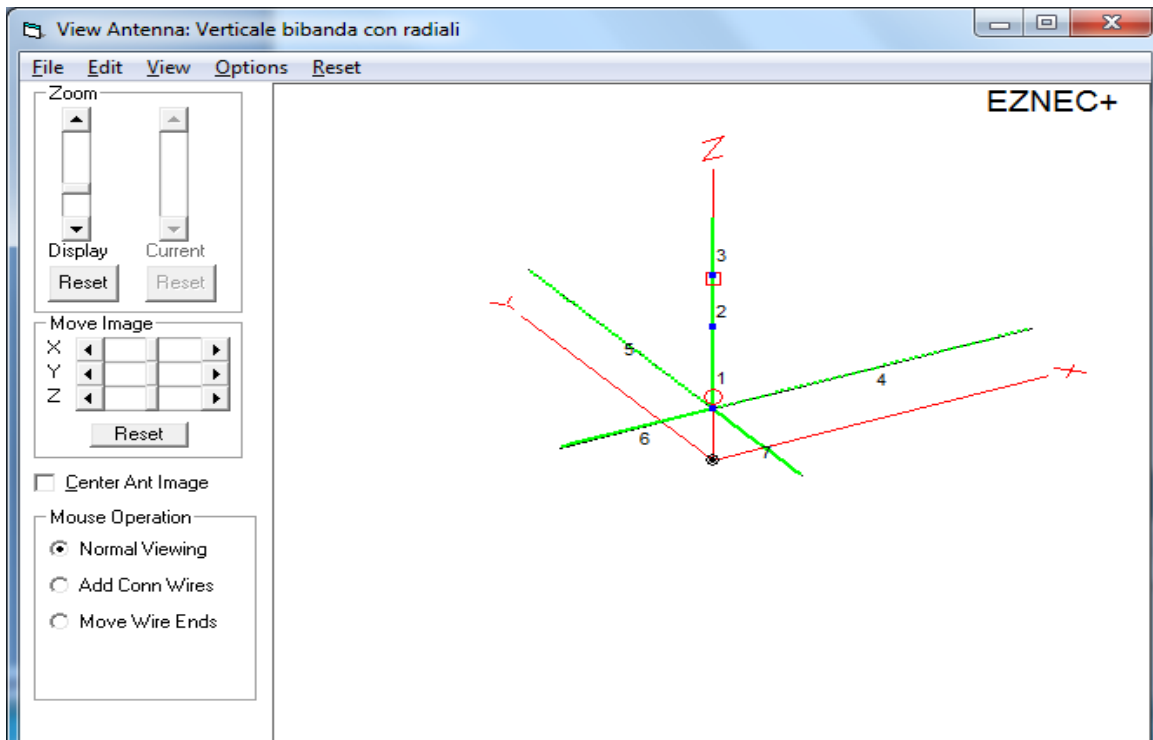 View Antenna: Verticale bibanda con radiali
File Edit View Options Reset
Zoom
Display Current
Reset Reset
Move Image
X
Y
Z
Reset
Center Ant Image
Mouse Operation
Normal Viewing
Add Conn Wires
Move Wire Ends
EZNEC+
Z
3
Y
2
5
1
4
X
6
7